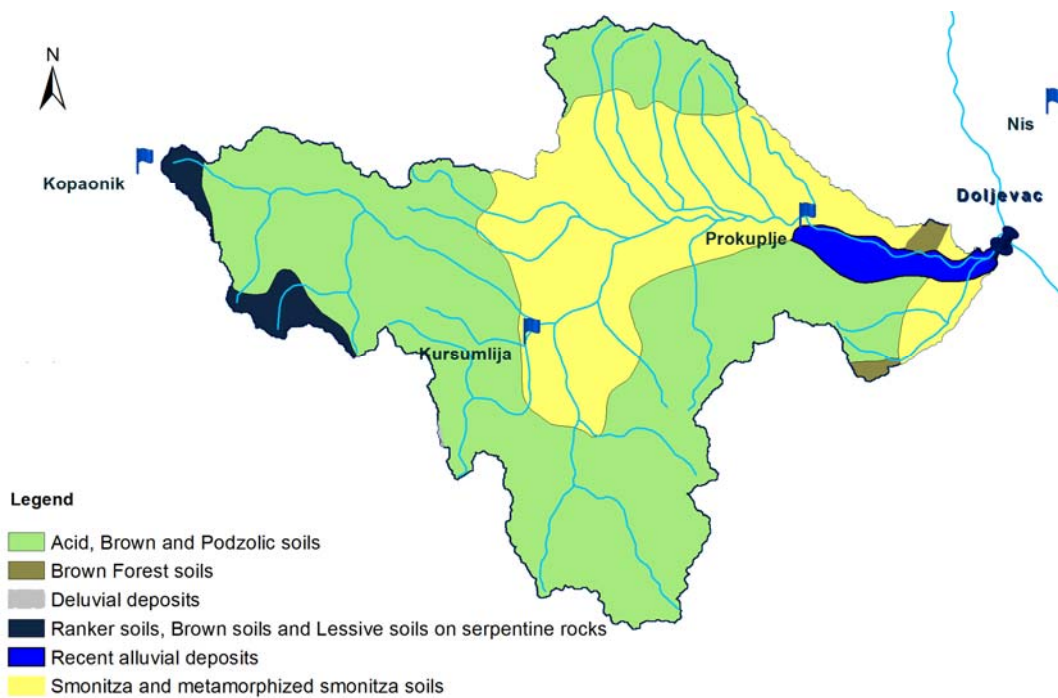 N
Nis
Kopaonik
Doljevac
Prokuplje
Kursumlija
Legend
Acid, Brown and Podzolic soils
Brown Forest soils
Deluvial deposits
Ranker soils, Brown soils and Lessive soils on serpentine rocks
Recent alluvial deposits
Smonitza and metamorphized smonitza soils